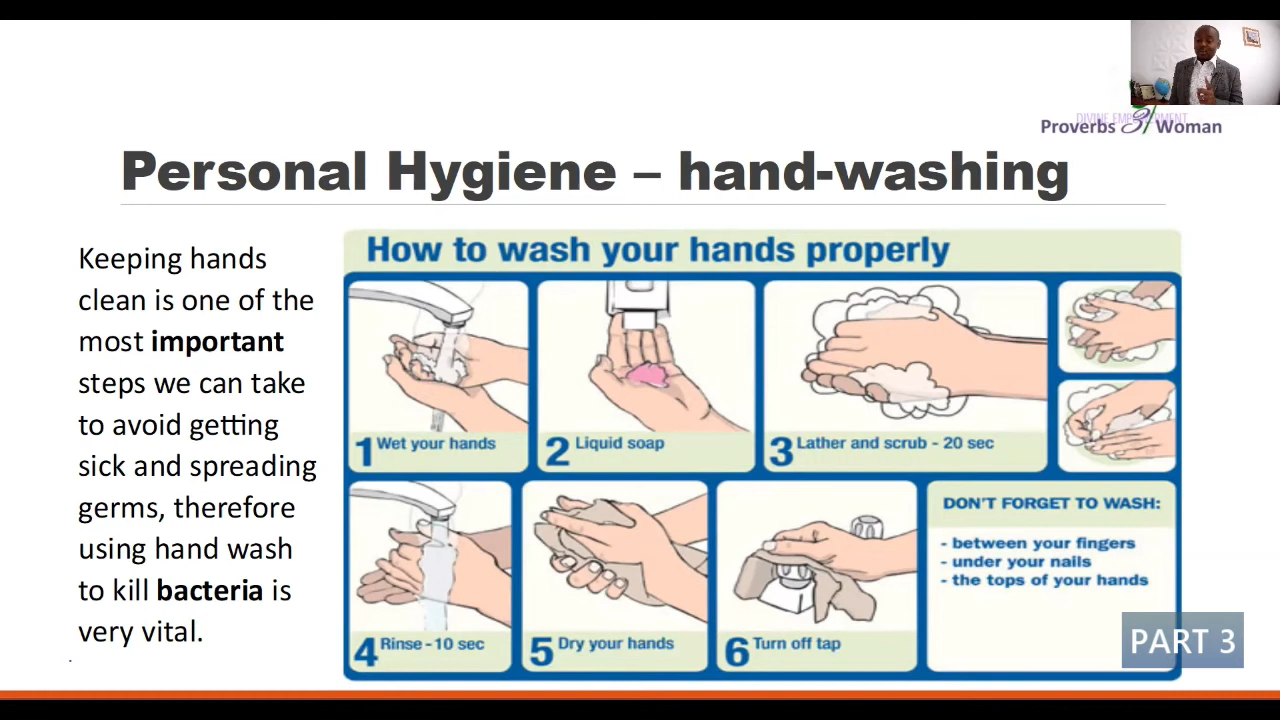 DIVINE EMPOWERMENT
Proverbs 31 Woman
Personal Hygiene – hand-washing
Keeping hands
clean is one of the
most important
steps we can take
to avoid getting
sick and spreading
germs, therefore
using hand wash
to kill bacteria is
very vital.
How to wash your hands properly
1 Wet your hands
2 Liquid soap
3 Lather and scrub - 20 sec
4 Rinse - 10 sec
5 Dry your hands
6 Turn off tap
DON'T FORGET TO WASH:
- between your fingers
- under your nails
- the tops of your hands
PART 3